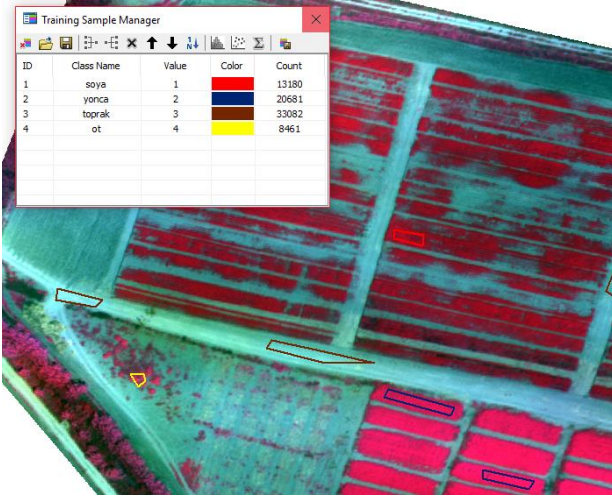 Training Sample Manager
ID Class Name Value Color Count
1 soya 1 13180
2 yonca 2 20681
3 toprak 3 33082
4 ot 4 8461